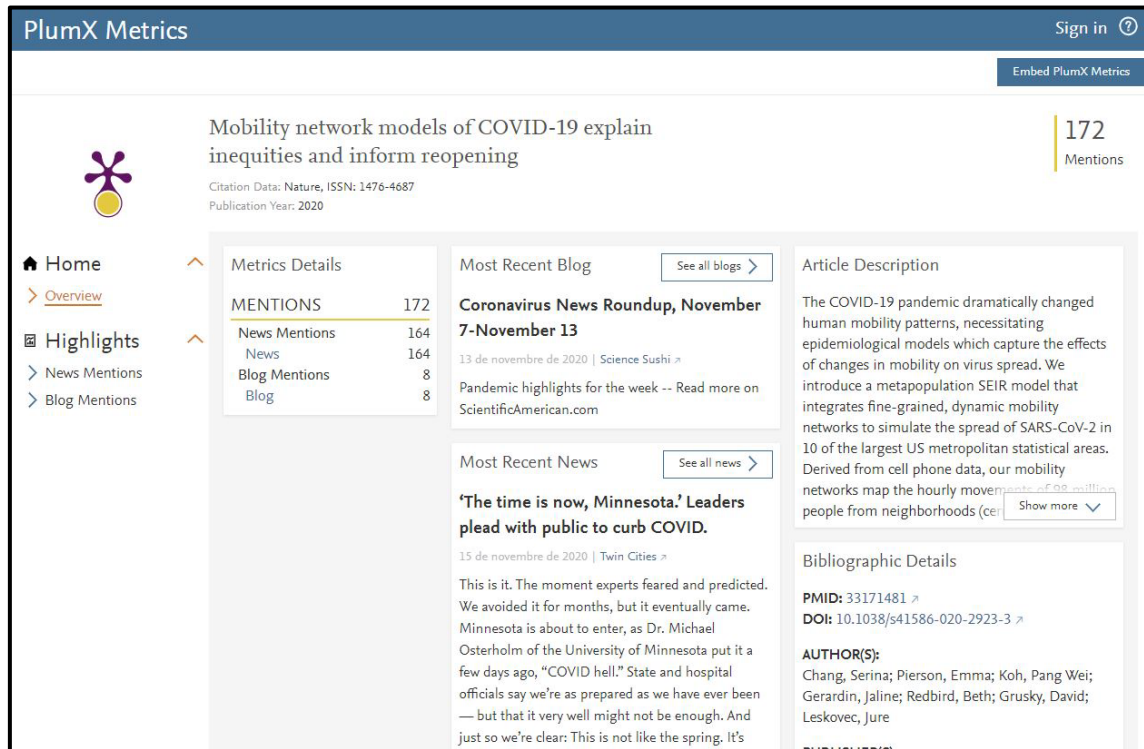 PlumX Metrics
Sign in ?
Embed PlumX Metrics
Mobility network models of COVID-19 explain
inequities and inform reopening
Citation Data: Nature, ISSN: 1476-4687
Publication Year: 2020
172
Mentions
Home
Overview
Highlights
News Mentions
Blog Mentions
Metrics Details
MENTIONS 172
News Mentions 164
News 164
Blog Mentions 8
Blog 8
Most Recent Blog
See all blogs
Coronavirus News Roundup, November
7-November 13
13 de novembre de 2020 | Science Sushi
Pandemic highlights for the week -- Read more on
ScientificAmerican.com
Most Recent News
See all news
‘The time is now, Minnesota.’ Leaders
plead with public to curb COVID.
15 de novembre de 2020 | Twin Cities
This is it. The moment experts feared and predicted.
We avoided it for months, but it eventually came.
Minnesota is about to enter, as Dr. Michael
Osterholm of the University of Minnesota put it a
few days ago, “COVID hell.” State and hospital
officials say we’re as prepared as we have ever been
— but that it very well might not be enough. And
just so we’re clear: This is not like the spring. It’s
Article Description
The COVID-19 pandemic dramatically changed
human mobility patterns, necessitating
epidemiological models which capture the effects
of changes in mobility on virus spread. We
introduce a metapopulation SEIR model that
integrates fine-grained, dynamic mobility
networks to simulate the spread of SARS-CoV-2 in
10 of the largest US metropolitan statistical areas.
Derived from cell phone data, our mobility
networks map the hourly movements of 98 million
people from neighborhoods (cen
Show more
Bibliographic Details
PMID: 33171481
DOI: 10.1038/s41586-020-2923-3
AUTHOR(S):
Chang, Serina; Pierson, Emma; Koh, Pang Wei;
Gerardin, Jaline; Redbird, Beth; Grusky, David;
Leskovec, Jure